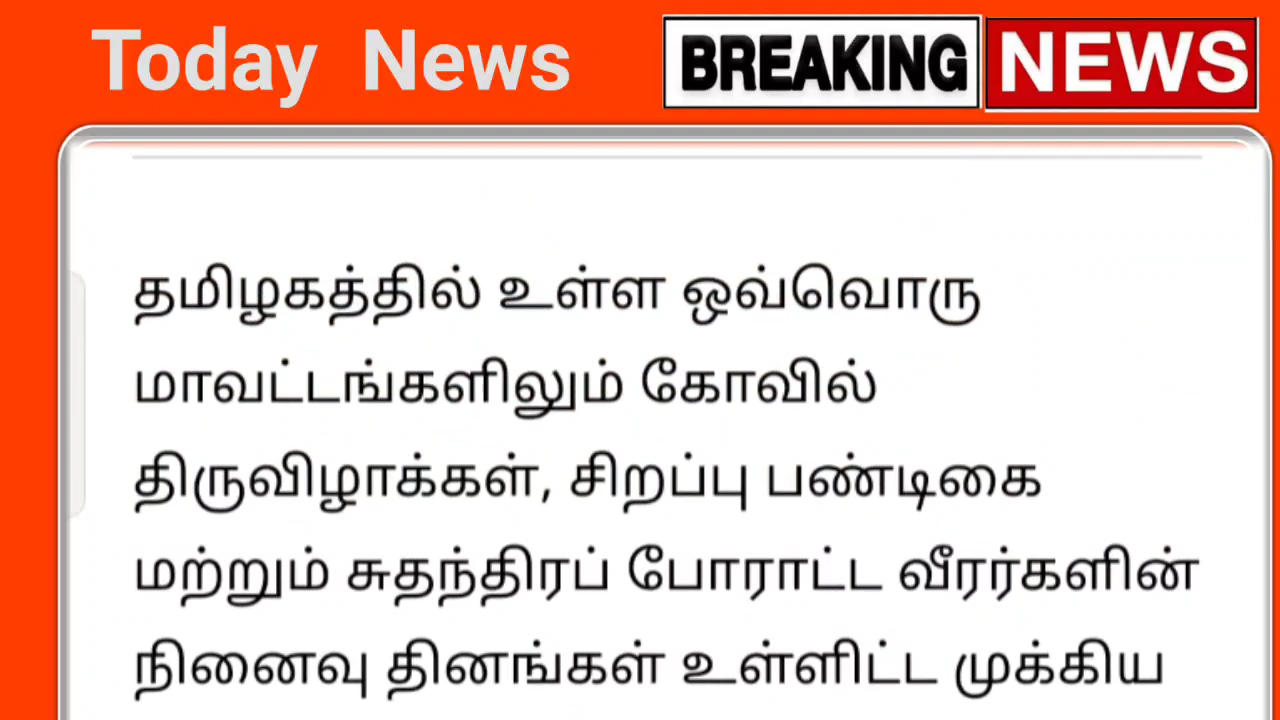 Today News
BREAKING NEWS
தமிழகத்தில் உள்ள ஒவ்வொரு
மாவட்டங்களிலும் கோவில்
திருவிழாக்கள், சிறப்பு பண்டிகை
மற்றும் சுதந்திரப் போராட்ட வீரர்களின்
நினைவு தினங்கள் உள்ளிட்ட முக்கிய